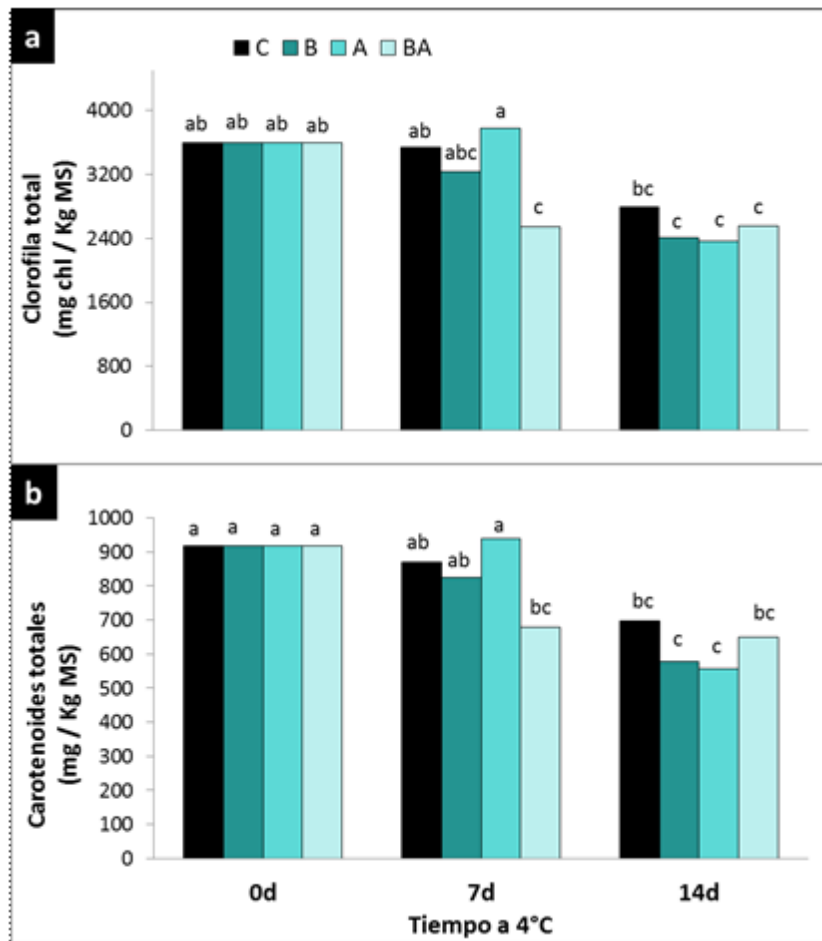 a
C B A BA
Clorofila total
(mg chl / Kg MS)
4000
3200
2400
1600
800
0
ab ab ab ab
ab abc a c
bc c c c
b
Carotenoides totales
(mg / Kg MS)
1000
900
800
700
600
500
400
300
200
100
0
a a a a
ab ab a bc
bc c c bc
0d 7d 14d
Tiempo a 4°C